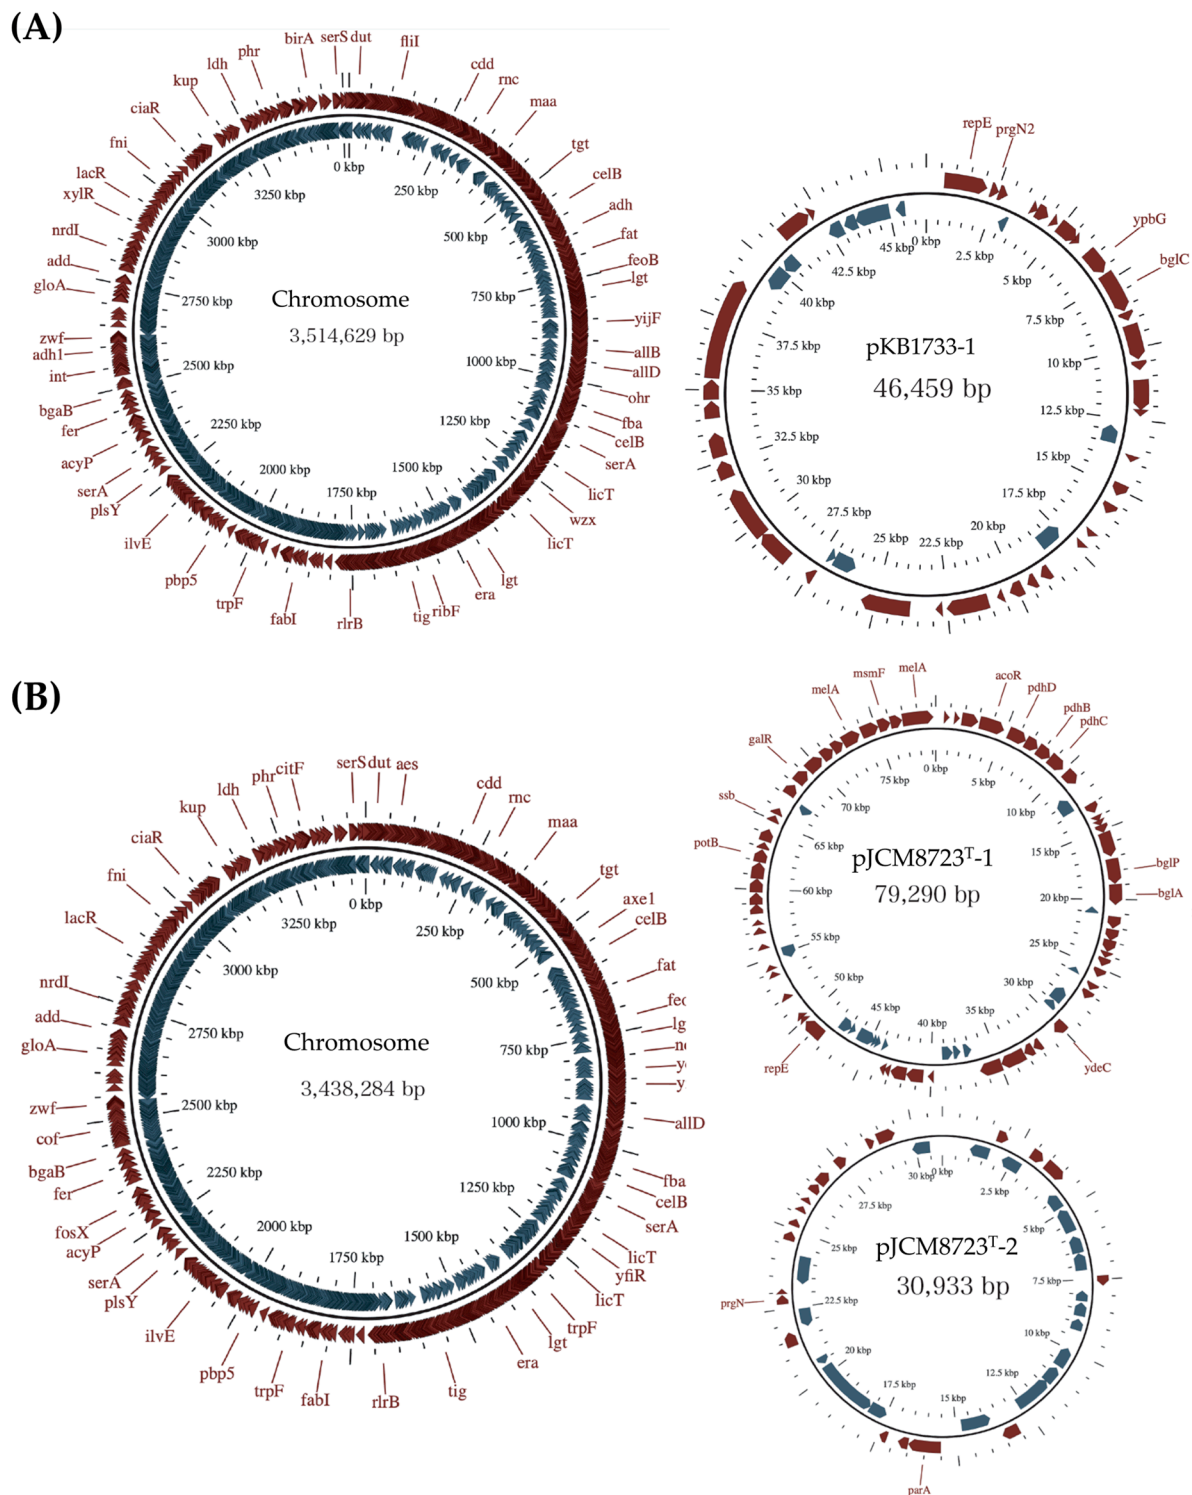 (A)
birA
serS
dut
fliI
phr
ldh
kup
ciaR
fni
lacR
xylR
nrdI
add
gloA
zwf
adh1
int
bgaB
fer
acyP
serA
plsY
ilvE
pbp5
trpF
fabI
rlrB
tig
ribF
era
lgt
licT
wzx
licT
serA
celB
fba
ohr
allD
allB
yijF
lgt
feoB
fat
adh
celB
tgt
maa
rnc
cdd
0 kbp
250 kbp
500 kbp
750 kbp
1000 kbp
1250 kbp
1500 kbp
1750 kbp
2000 kbp
2250 kbp
2500 kbp
2750 kbp
3000 kbp
3250 kbp
Chromosome
3,514,629 bp
repE
prgN2
ypbG
bglC
0 kbp
2.5 kbp
5 kbp
7.5 kbp
10 kbp
12.5 kbp
15 kbp
17.5 kbp
20 kbp
22.5 kbp
25 kbp
27.5 kbp
30 kbp
32.5 kbp
35 kbp
37.5 kbp
40 kbp
42.5 kbp
45 kbp
pKB1733-1
46,459 bp
(B)
serS
dut
aes
cdd
rnc
maa
tgt
axe1
celB
fat
feo
lg
y
allD
fba
celB
serA
licT
yfiR
licT
trpF
lgt
era
tig
rlrB
fabI
trpF
pbp5
ilvE
plsY
serA
acyP
fosX
fer
bgaB
cof
zwf
gloA
add
nrdI
lacR
fni
ciaR
kup
ldh
phr
citF
0 kbp
250 kbp
500 kbp
750 kbp
1000 kbp
1250 kbp
1500 kbp
1750 kbp
2000 kbp
2250 kbp
2500 kbp
2750 kbp
3000 kbp
3250 kbp
Chromosome
3,438,284 bp
melA
msmF
melA
acoR
pdhD
pdhB
pdhC
bglP
bglA
ydeC
repE
potB
ssb
galR
0 kbp
5 kbp
10 kbp
15 kbp
20 kbp
25 kbp
30 kbp
35 kbp
40 kbp
45 kbp
50 kbp
55 kbp
60 kbp
65 kbp
70 kbp
75 kbp
pJCM8723ᵀ-1
79,290 bp
0 kbp
2.5 kbp
5 kbp
7.5 kbp
10 kbp
12.5 kbp
15 kbp
17.5 kbp
20 kbp
22.5 kbp
25 kbp
27.5 kbp
30 kbp
prgN
parA
pJCM8723ᵀ-2
30,933 bp